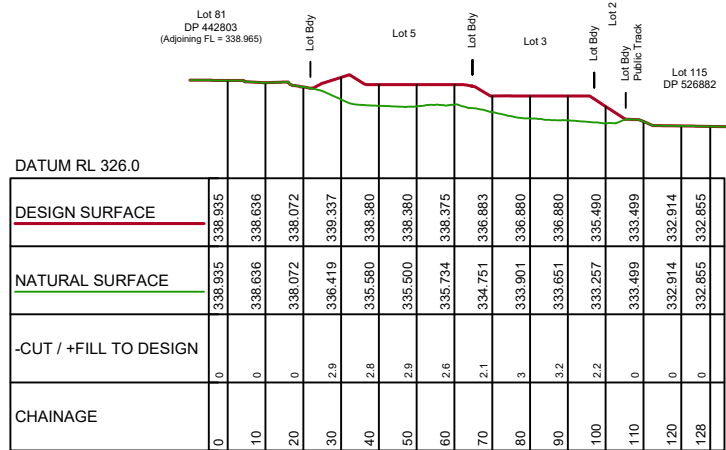 Lot 81
DP 442803
(Adjoining FL = 338.965)
Lot Bdy
Lot 5
Lot Bdy
Lot 3
Lot Bdy
Lot 2
Lot Bdy
Public Track
Lot 115
DP 526882
DATUM RL 326.0
DESIGN SURFACE 338.935 338.636 338.072 339.337 338.380 338.380 338.375 336.883 336.880 336.880 335.490 333.499 332.914 332.855
NATURAL SURFACE 338.935 338.636 338.072 336.419 335.580 335.500 335.734 334.751 333.901 333.651 333.257 333.499 332.914 332.855
-CUT / +FILL TO DESIGN 0 0 0 2.9 2.8 2.9 2.6 2.1 3 3.2 2.2 0 0 0
CHAINAGE 0 10 20 30 40 50 60 70 80 90 100 110 120 128